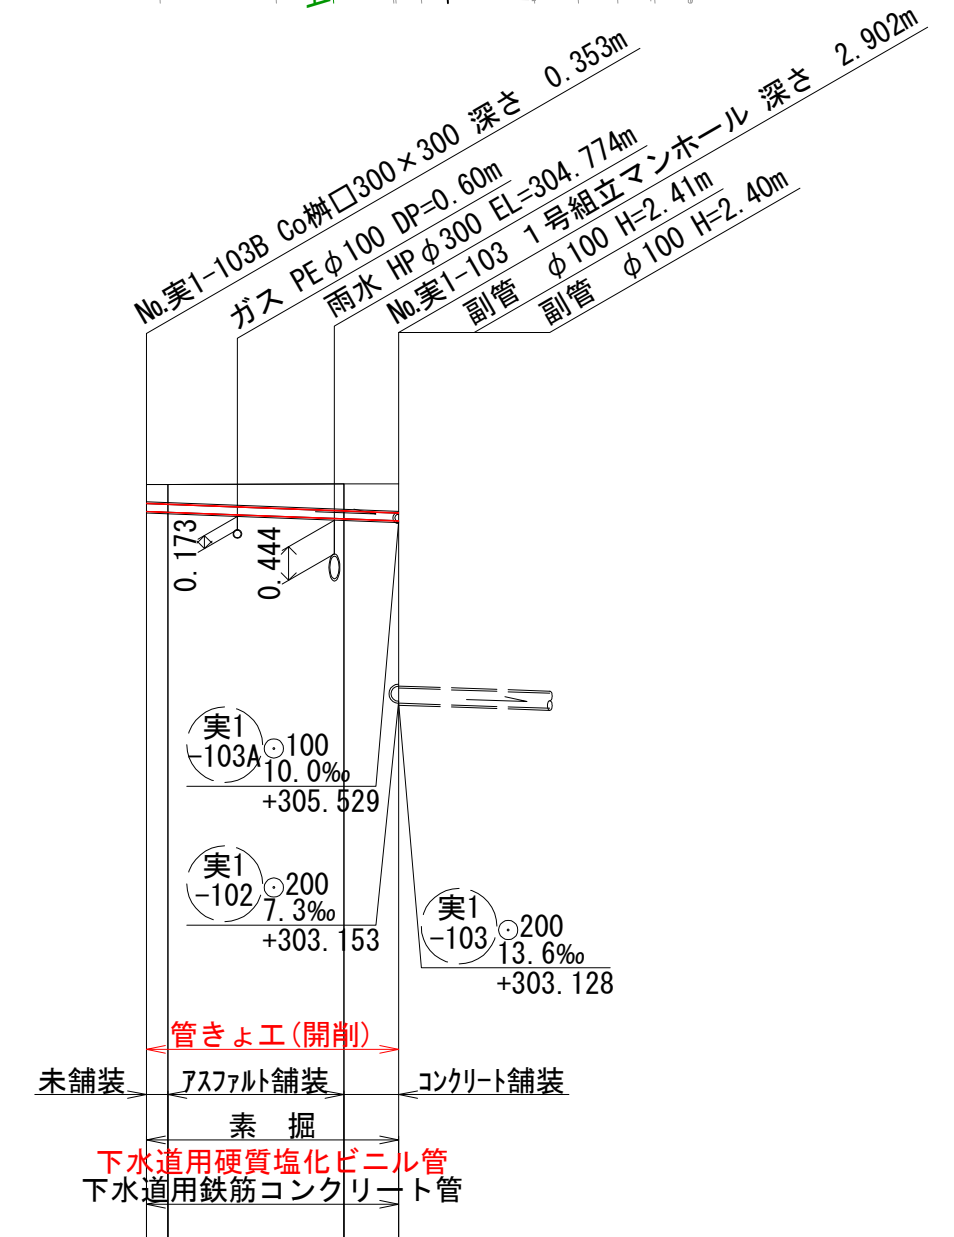 No.実1-103B Co桝□300×300 深さ 0.353m
ガス PEφ100 DP=0.60m
雨水 HPφ300 EL=304.774m
No.実1-103 1号組立マンホール 深さ 2.902m
副管 φ100 H=2.41m
副管 φ100 H=2.40m
0.173
0.444
実1
-103A
100
10.0‰
+305.529
実1
-102
200
7.3‰
+303.153
実1
-103
200
13.6‰
+303.128
管きょ工(開削)
未舗装
アスファルト舗装
コンクリート舗装
素 掘
下水道用硬質塩化ビニル管
下水道用鉄筋コンクリート管